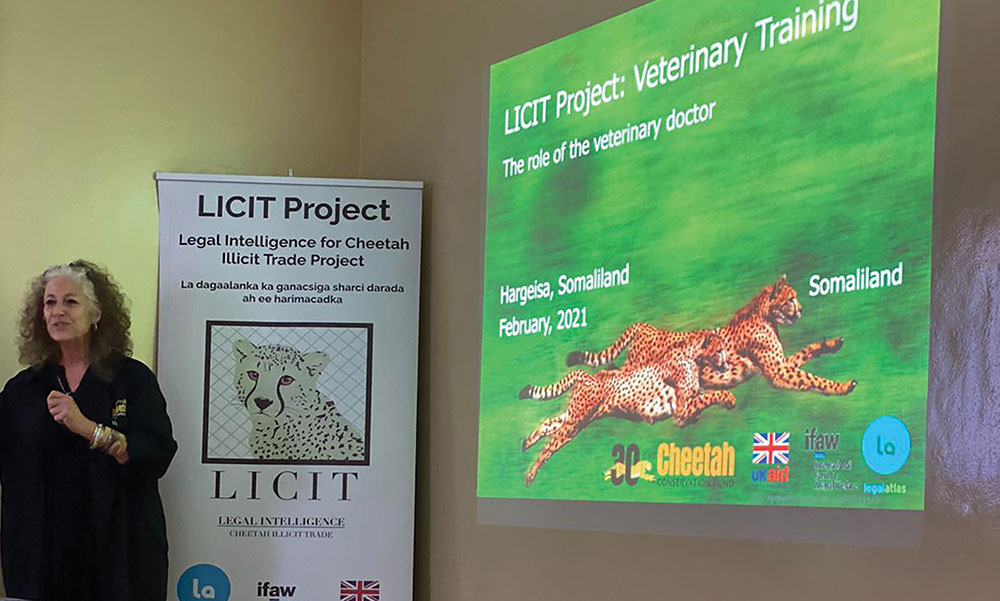 LICIT Project
Legal Intelligence for Cheetah
Illicit Trade Project
La dagaalanka ka ganacsiga sharci darada
ah ee harimacadka
LICIT
LEGAL INTELLIGENCE
CHEETAH ILLICIT TRADE
la
ifaw
LICIT Project: Veterinary Training
The role of the veterinary doctor
Hargeisa, Somaliland
February, 2021
Somaliland
Cheetah
CONSERVATION FUND
UKaid
ifaw
la
legalatlas